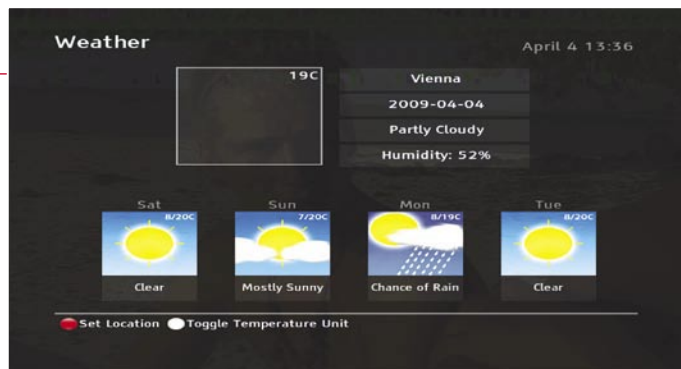 Weather
April 4 13:36
19C
Vienna
2009-04-04
Partly Cloudy
Humidity: 52%
Sat Sun Mon Tue
8/20C 7/20C 8/19C 8/20C
Clear Mostly Sunny Chance of Rain Clear
Set Location Toggle Temperature Unit